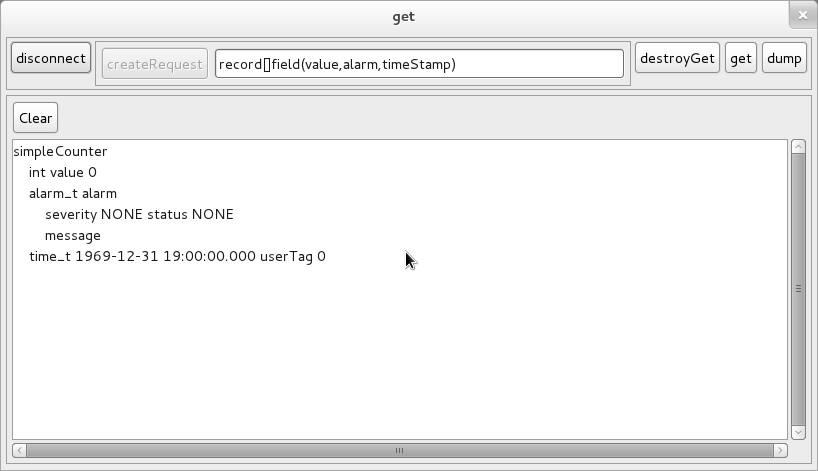 get
disconnect createRequest record[]field(value,alarm,timeStamp) destroyGet get dump
Clear
simpleCounter
int value 0
alarm_t alarm
severity NONE status NONE
message
time_t 1969-12-31 19:00:00.000 userTag 0